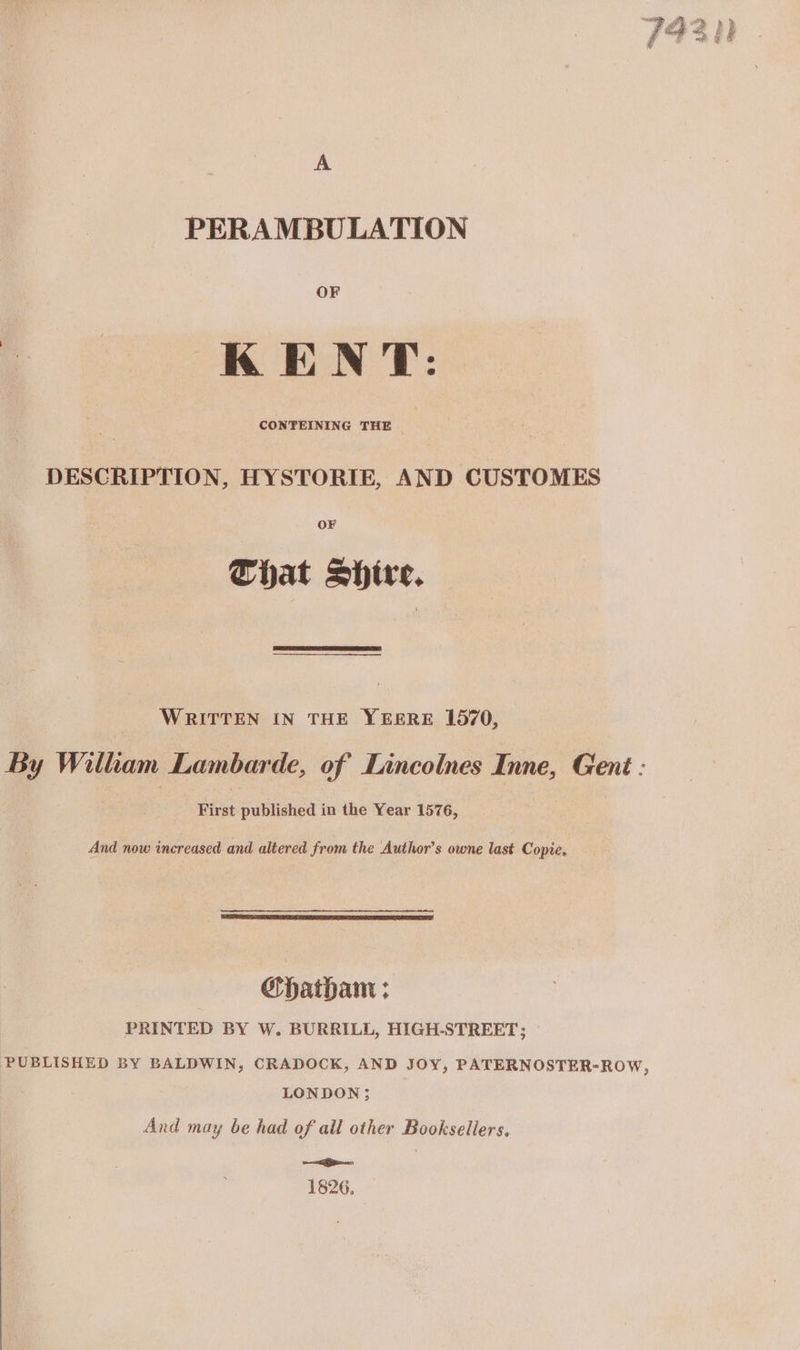 7421)
A
PERAMBULATION
OF
KENT:
CONTEINING THE
DESCRIPTION, HYSTORIE, AND CUSTOMES
OF
That Shire.
WRITTEN IN THE YEERE 1570,
By William Lambarde, of Lincolnes Inne, Gent:
First published in the Year 1576,
And now increased and altered from the Author's owne last Copie.
Chatham:
PRINTED BY W. BURRILL, HIGH-STREET;
PUBLISHED BY BALDWIN, CRADOCK, AND JOY, PATERNOSTER-ROW,
LONDON;
And may be had of all other Booksellers.
1826.